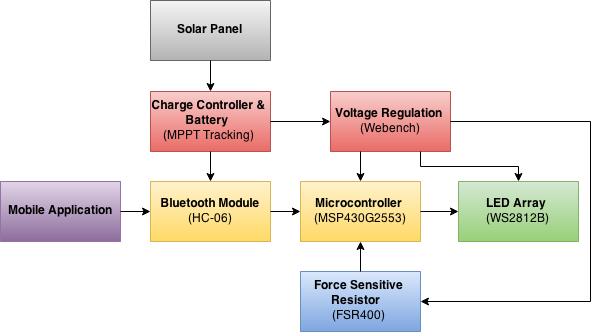 Solar Panel
Charge Controller &
Battery
(MPPT Tracking)
Voltage Regulation
(Webench)
Mobile Application
Bluetooth Module
(HC-06)
Microcontroller
(MSP430G2553)
LED Array
(WS2812B)
Force Sensitive
Resistor
(FSR400)